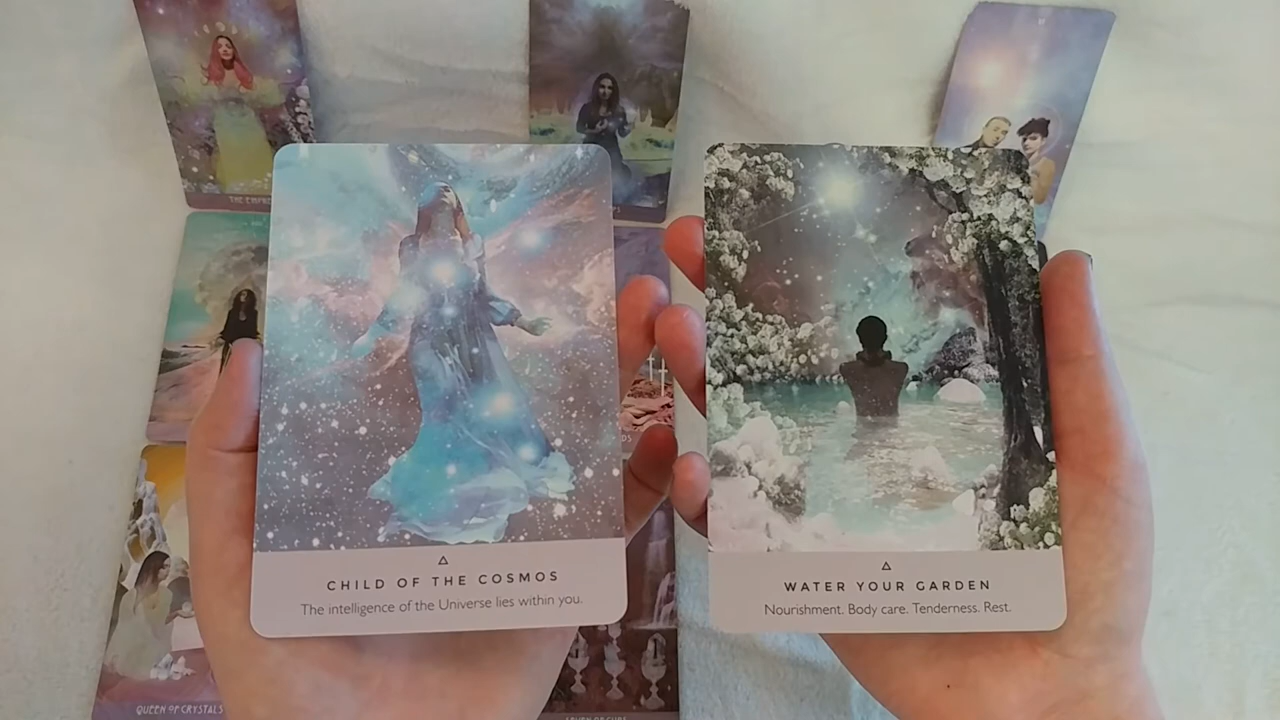 CHILD OF THE COSMOS
The intelligence of the Universe lies within you.
WATER YOUR GARDEN
Nourishment. Body care. Tenderness. Rest.
QUEEN OF CRYSTALS